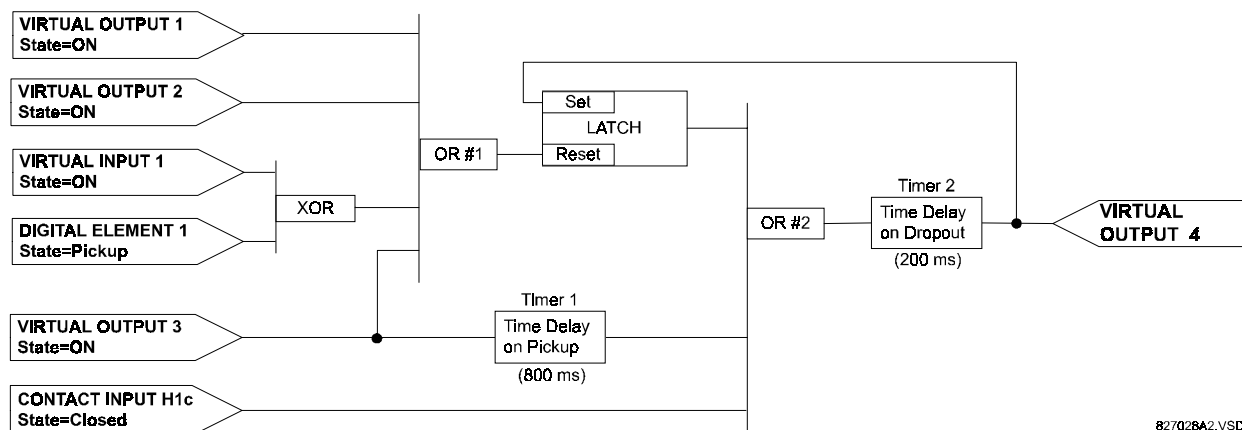 VIRTUAL OUTPUT 1
State=ON
VIRTUAL OUTPUT 2
State=ON
VIRTUAL INPUT 1
State=ON
XOR
DIGITAL ELEMENT 1
State=Pickup
VIRTUAL OUTPUT 3
State=ON
CONTACT INPUT H1c
State=Closed
OR #1
Set
LATCH
Reset
Timer 1
Time Delay
on Pickup
(800 ms)
OR #2
Timer 2
Time Delay
on Dropout
(200 ms)
VIRTUAL
OUTPUT 4
827028A2.VSD